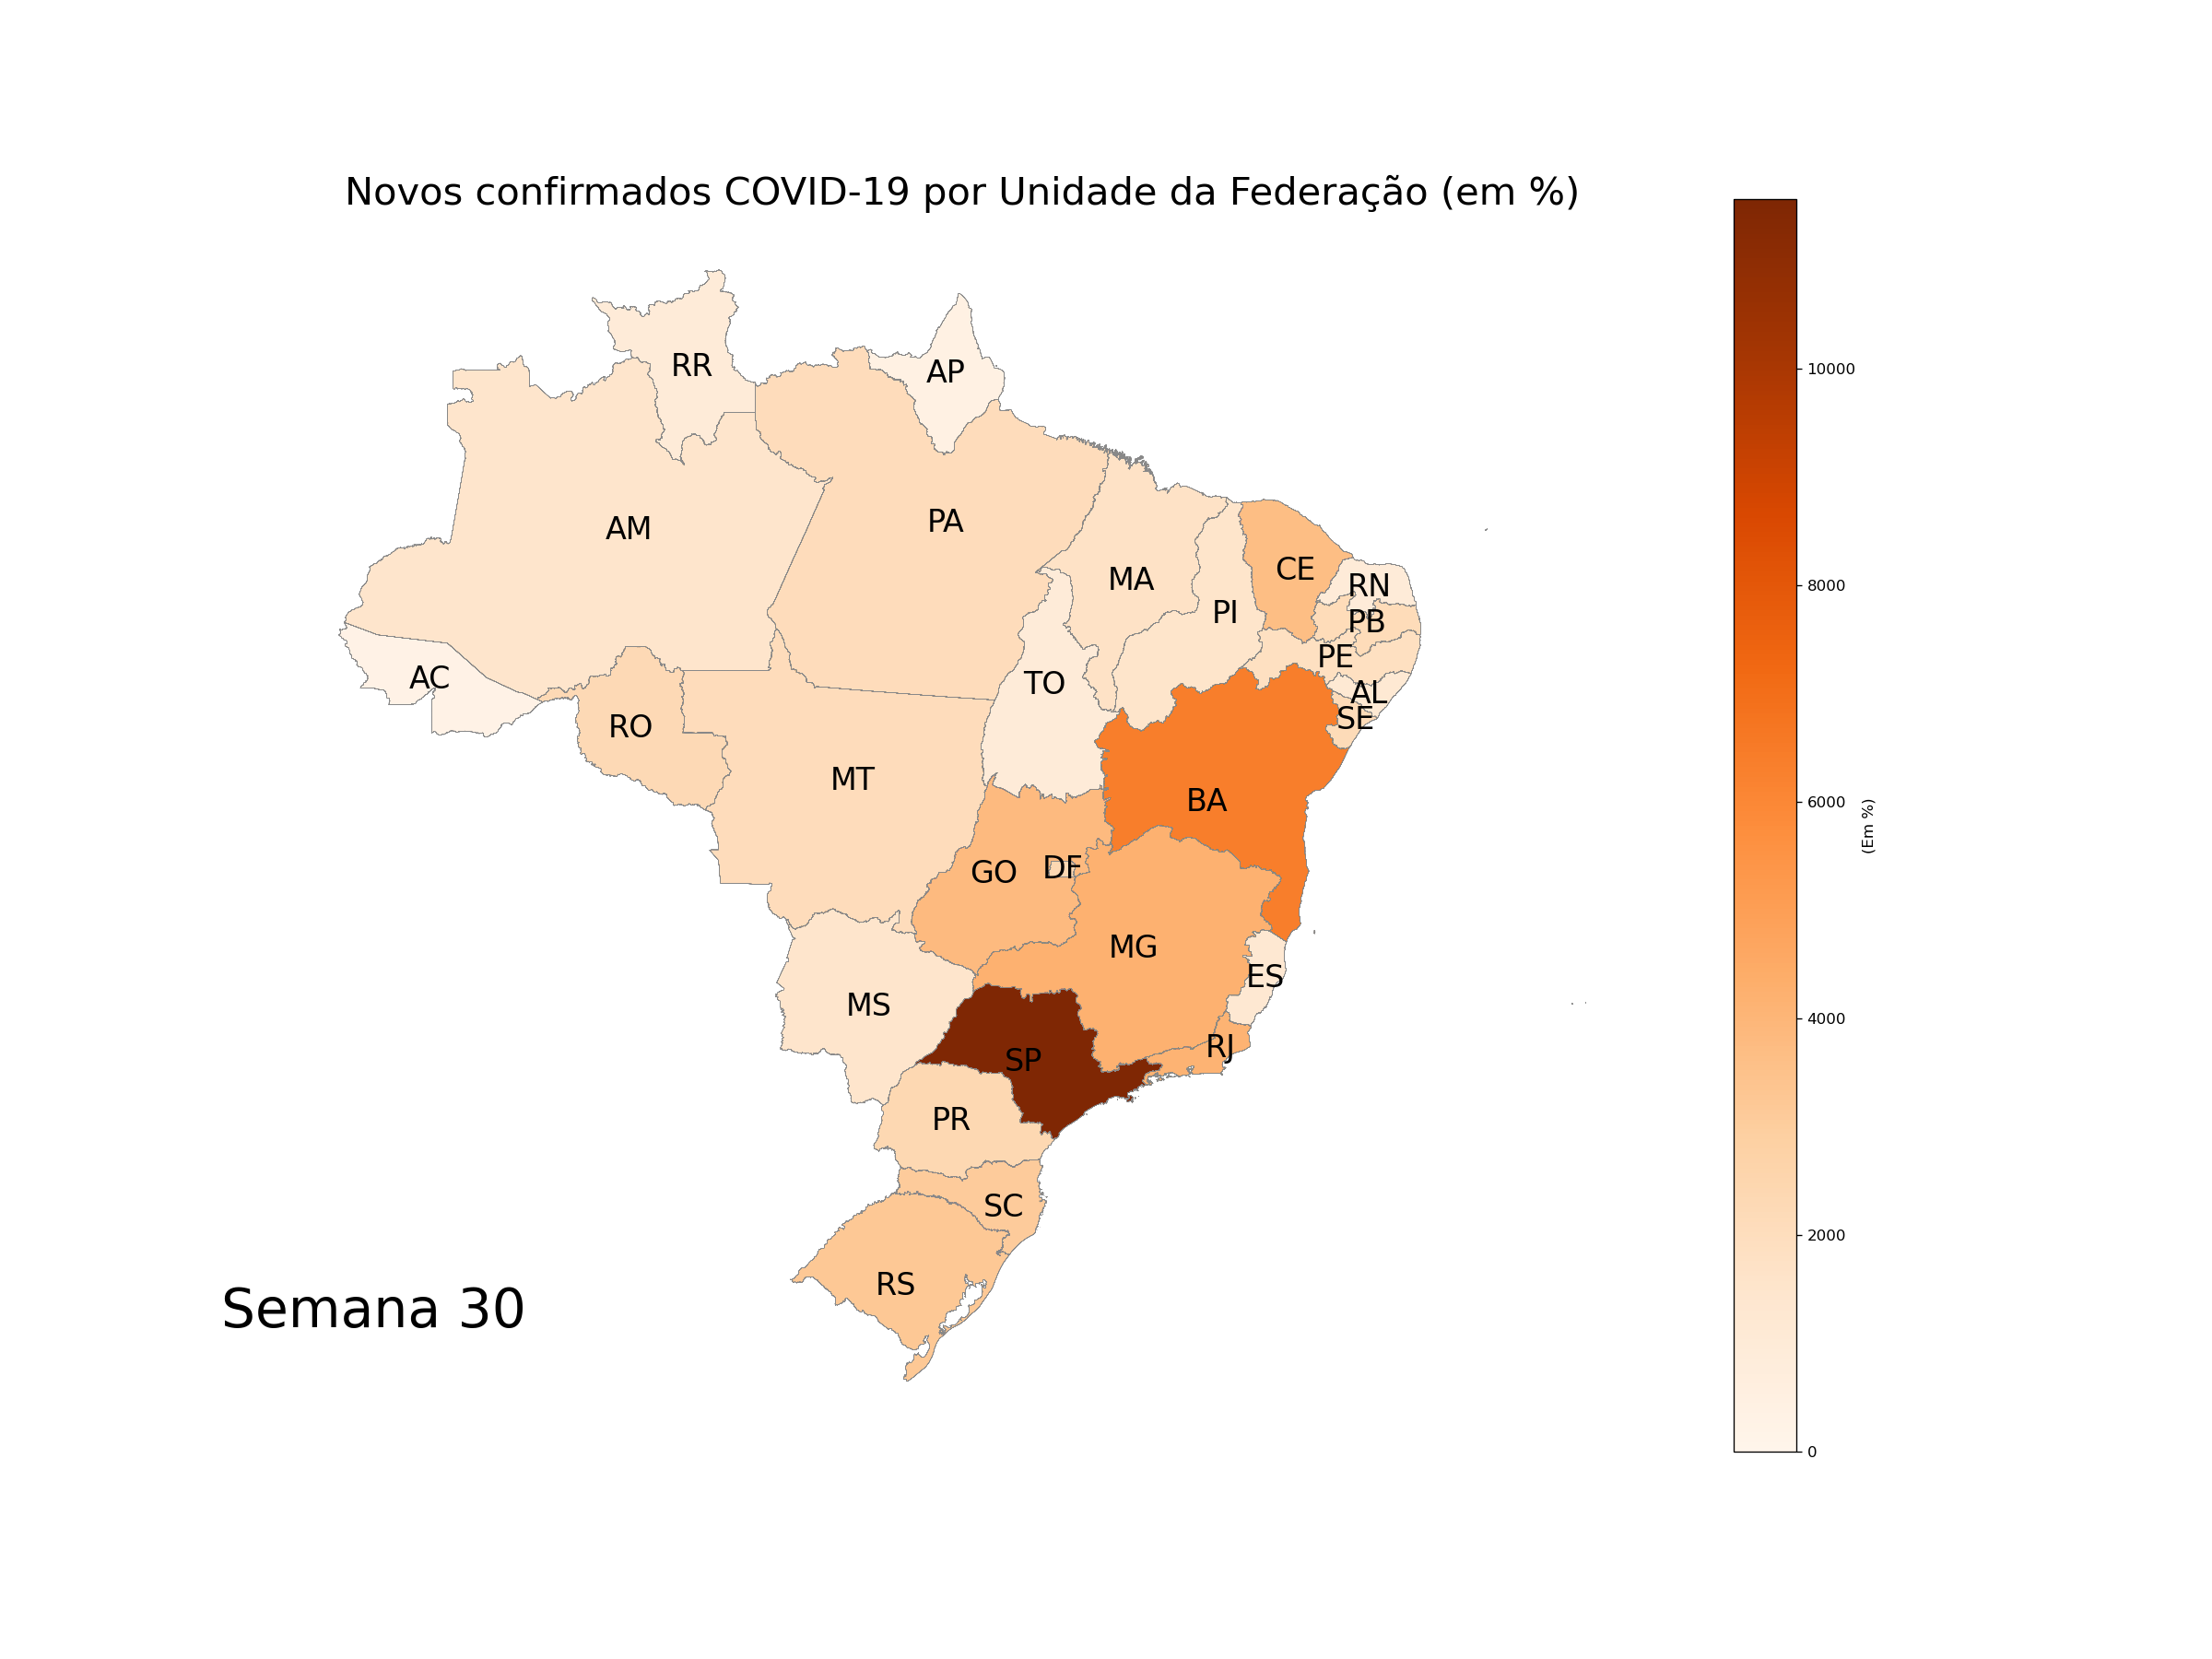 Novos confirmados COVID-19 por Unidade da Federação (em %)
RR
AP
10000
AM
PA
CE
MA
RN
8000
PI
PB
PE
AC
TO
AL
SE
RO
MT
BA
6000
(Em %)
GO
DF
MG
ES
MS
4000
RJ
SP
PR
SC
2000
RS
Semana 30
0